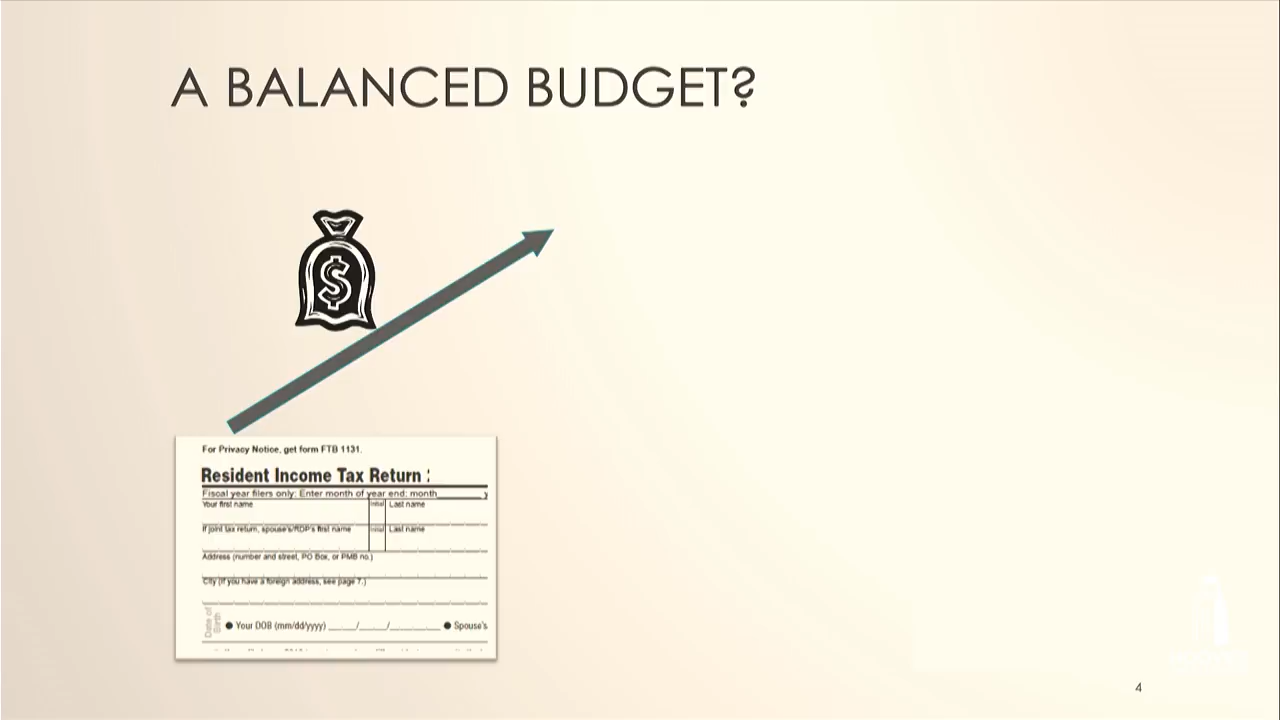 A BALANCED BUDGET?
$
For Privacy Notice, get form FTB 1131.
Resident Income Tax Return
Fiscal year filers only: Enter month of year end: month
Your first name Initial Last name
If joint tax return, spouse's/RDP's first name Initial Last name
Address (number and street, PO Box, or PMB no.)
City (If you have a foreign address, see page 7.)
Date of
Birth
Your DOB (mm/dd/yyyy) ____/____/________ Spouse's
4